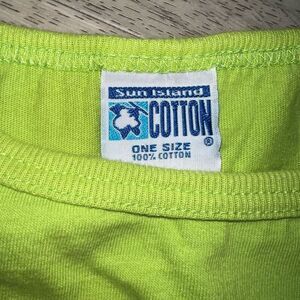 Sun Island
COTTON
®
ONE SIZE
100% COTTON